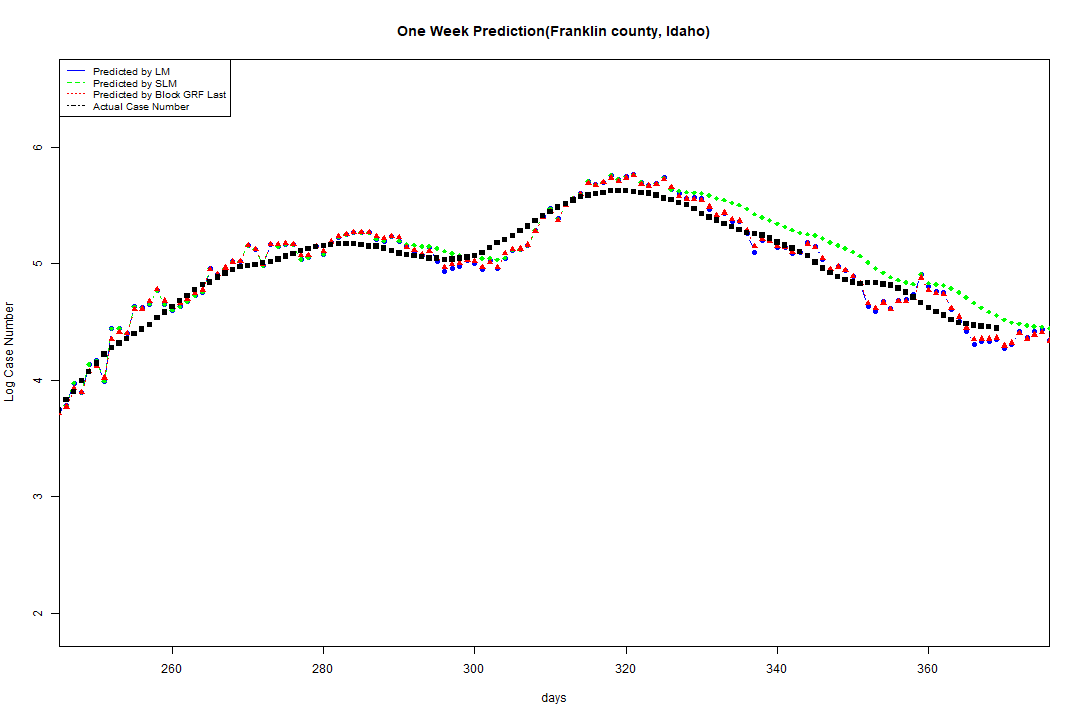 One Week Prediction(Franklin county, Idaho)
Predicted by LM
Predicted by SLM
Predicted by Block GRF Last
Actual Case Number
6
5
4
3
2
Log Case Number
260 280 300 320 340 360
days